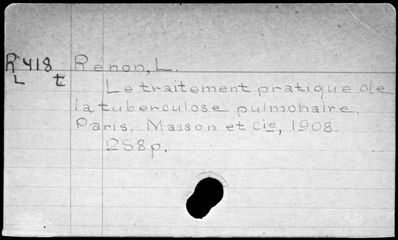 R418 Renon, L.
L t Le traitement pratique de
la tuberculose pulmonaire.
Paris, Masson et cie, 1908.
258p.